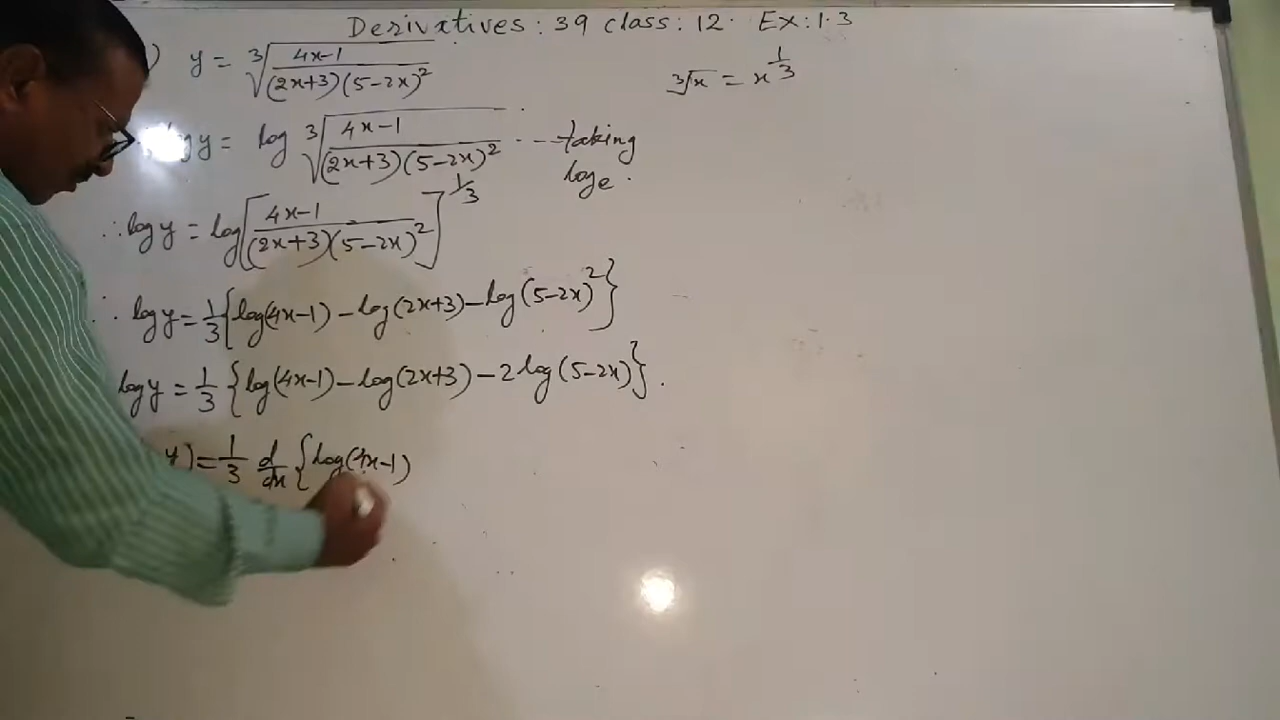 Derivatives : 39 class : 12. Ex : 1.3
) y = ∛((4x-1)/((2x+3)(5-2x)²))
∛x = x^(1/3)
g y = log ∛((4x-1)/((2x+3)(5-2x)²)) ... taking
log e .
∴ log y = log [(4x-1)/((2x+3)(5-2x)²)]^(1/3)
∴ log y = 1/3 {log(4x-1) - log(2x+3) - log(5-2x)²}
log y = 1/3 {log(4x-1) - log(2x+3) - 2 log(5-2x)} .
y) = 1/3 d/dx {log(4x-1)